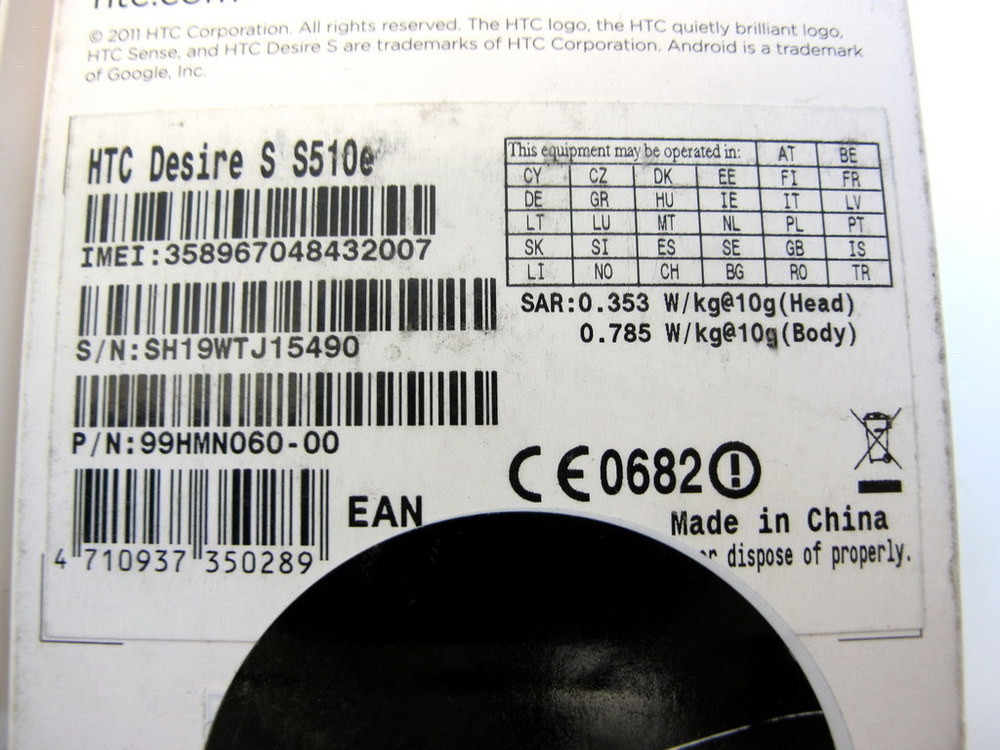 © 2011 HTC Corporation. All rights reserved. The HTC logo, the HTC quietly brilliant logo,
HTC Sense, and HTC Desire S are trademarks of HTC Corporation. Android is a trademark
of Google, Inc.
HTC Desire S S510e
IMEI:358967048432007
S/N:SH19WTJ15490
P/N:99HMN060-00
EAN
4 710937 350289
This equipment may be operated in: AT BE
CY CZ DK EE FI FR
DE GR HU IE IT LV
LT LU MT NL PL PT
SK SI ES SE GB IS
LI NO CH BG RO TR
SAR:0.353 W/kg@10g(Head)
0.785 W/kg@10g(Body)
CE0682
Made in China
dispose of properly.